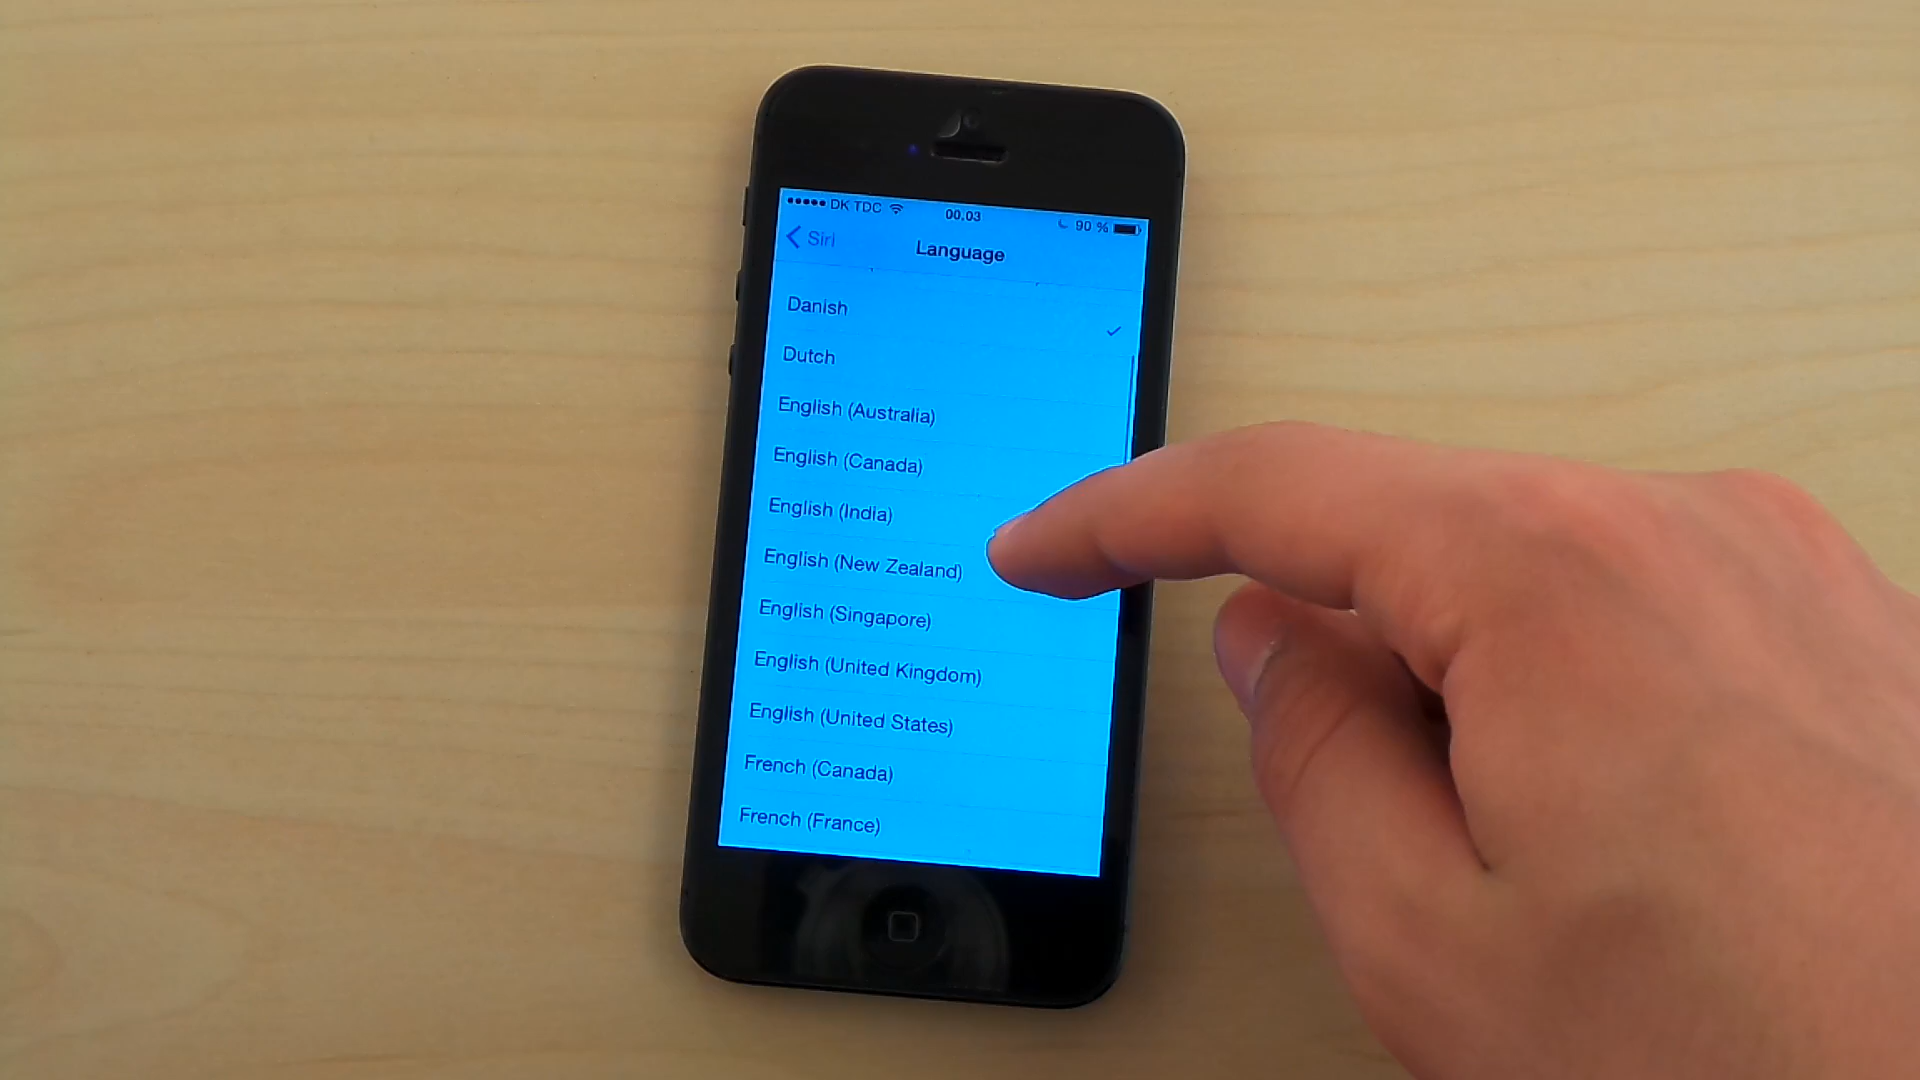 DK TDC 00.03 90 %
Siri
Language
Danish
Dutch
English (Australia)
English (Canada)
English (India)
English (New Zealand)
English (Singapore)
English (United Kingdom)
English (United States)
French (Canada)
French (France)